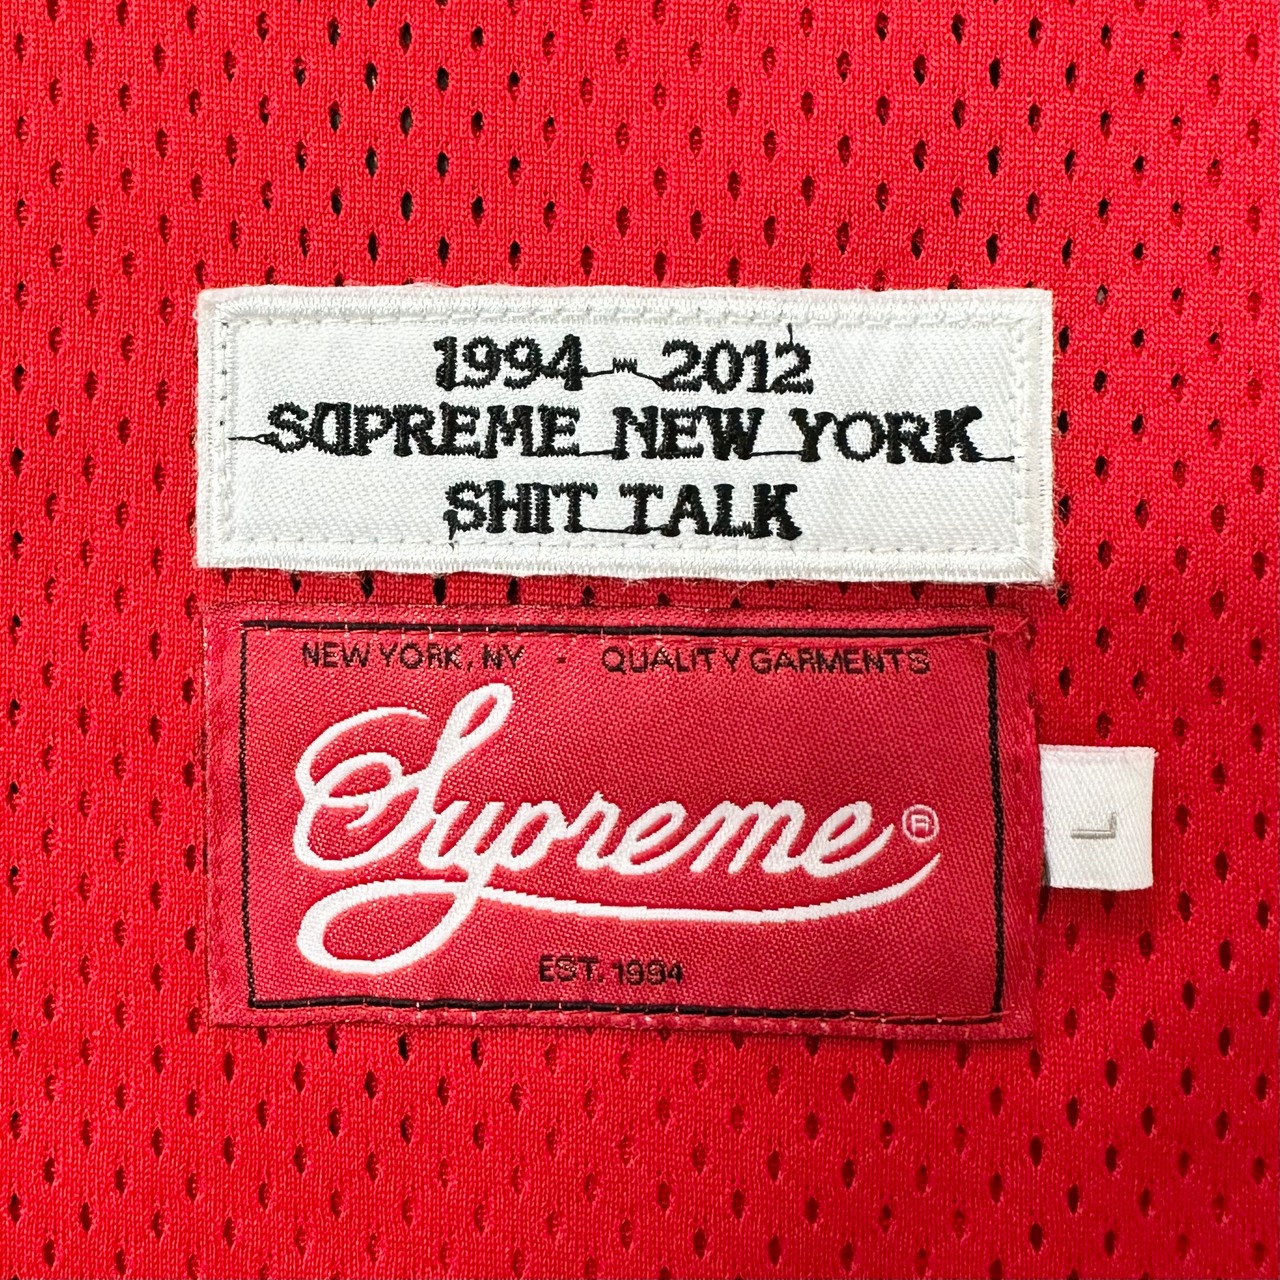 1994 - 2012
SUPREME NEW YORK
SHIT TALK
NEW YORK, NY - QUALITY GARMENTS
Supreme®
EST. 1994
L